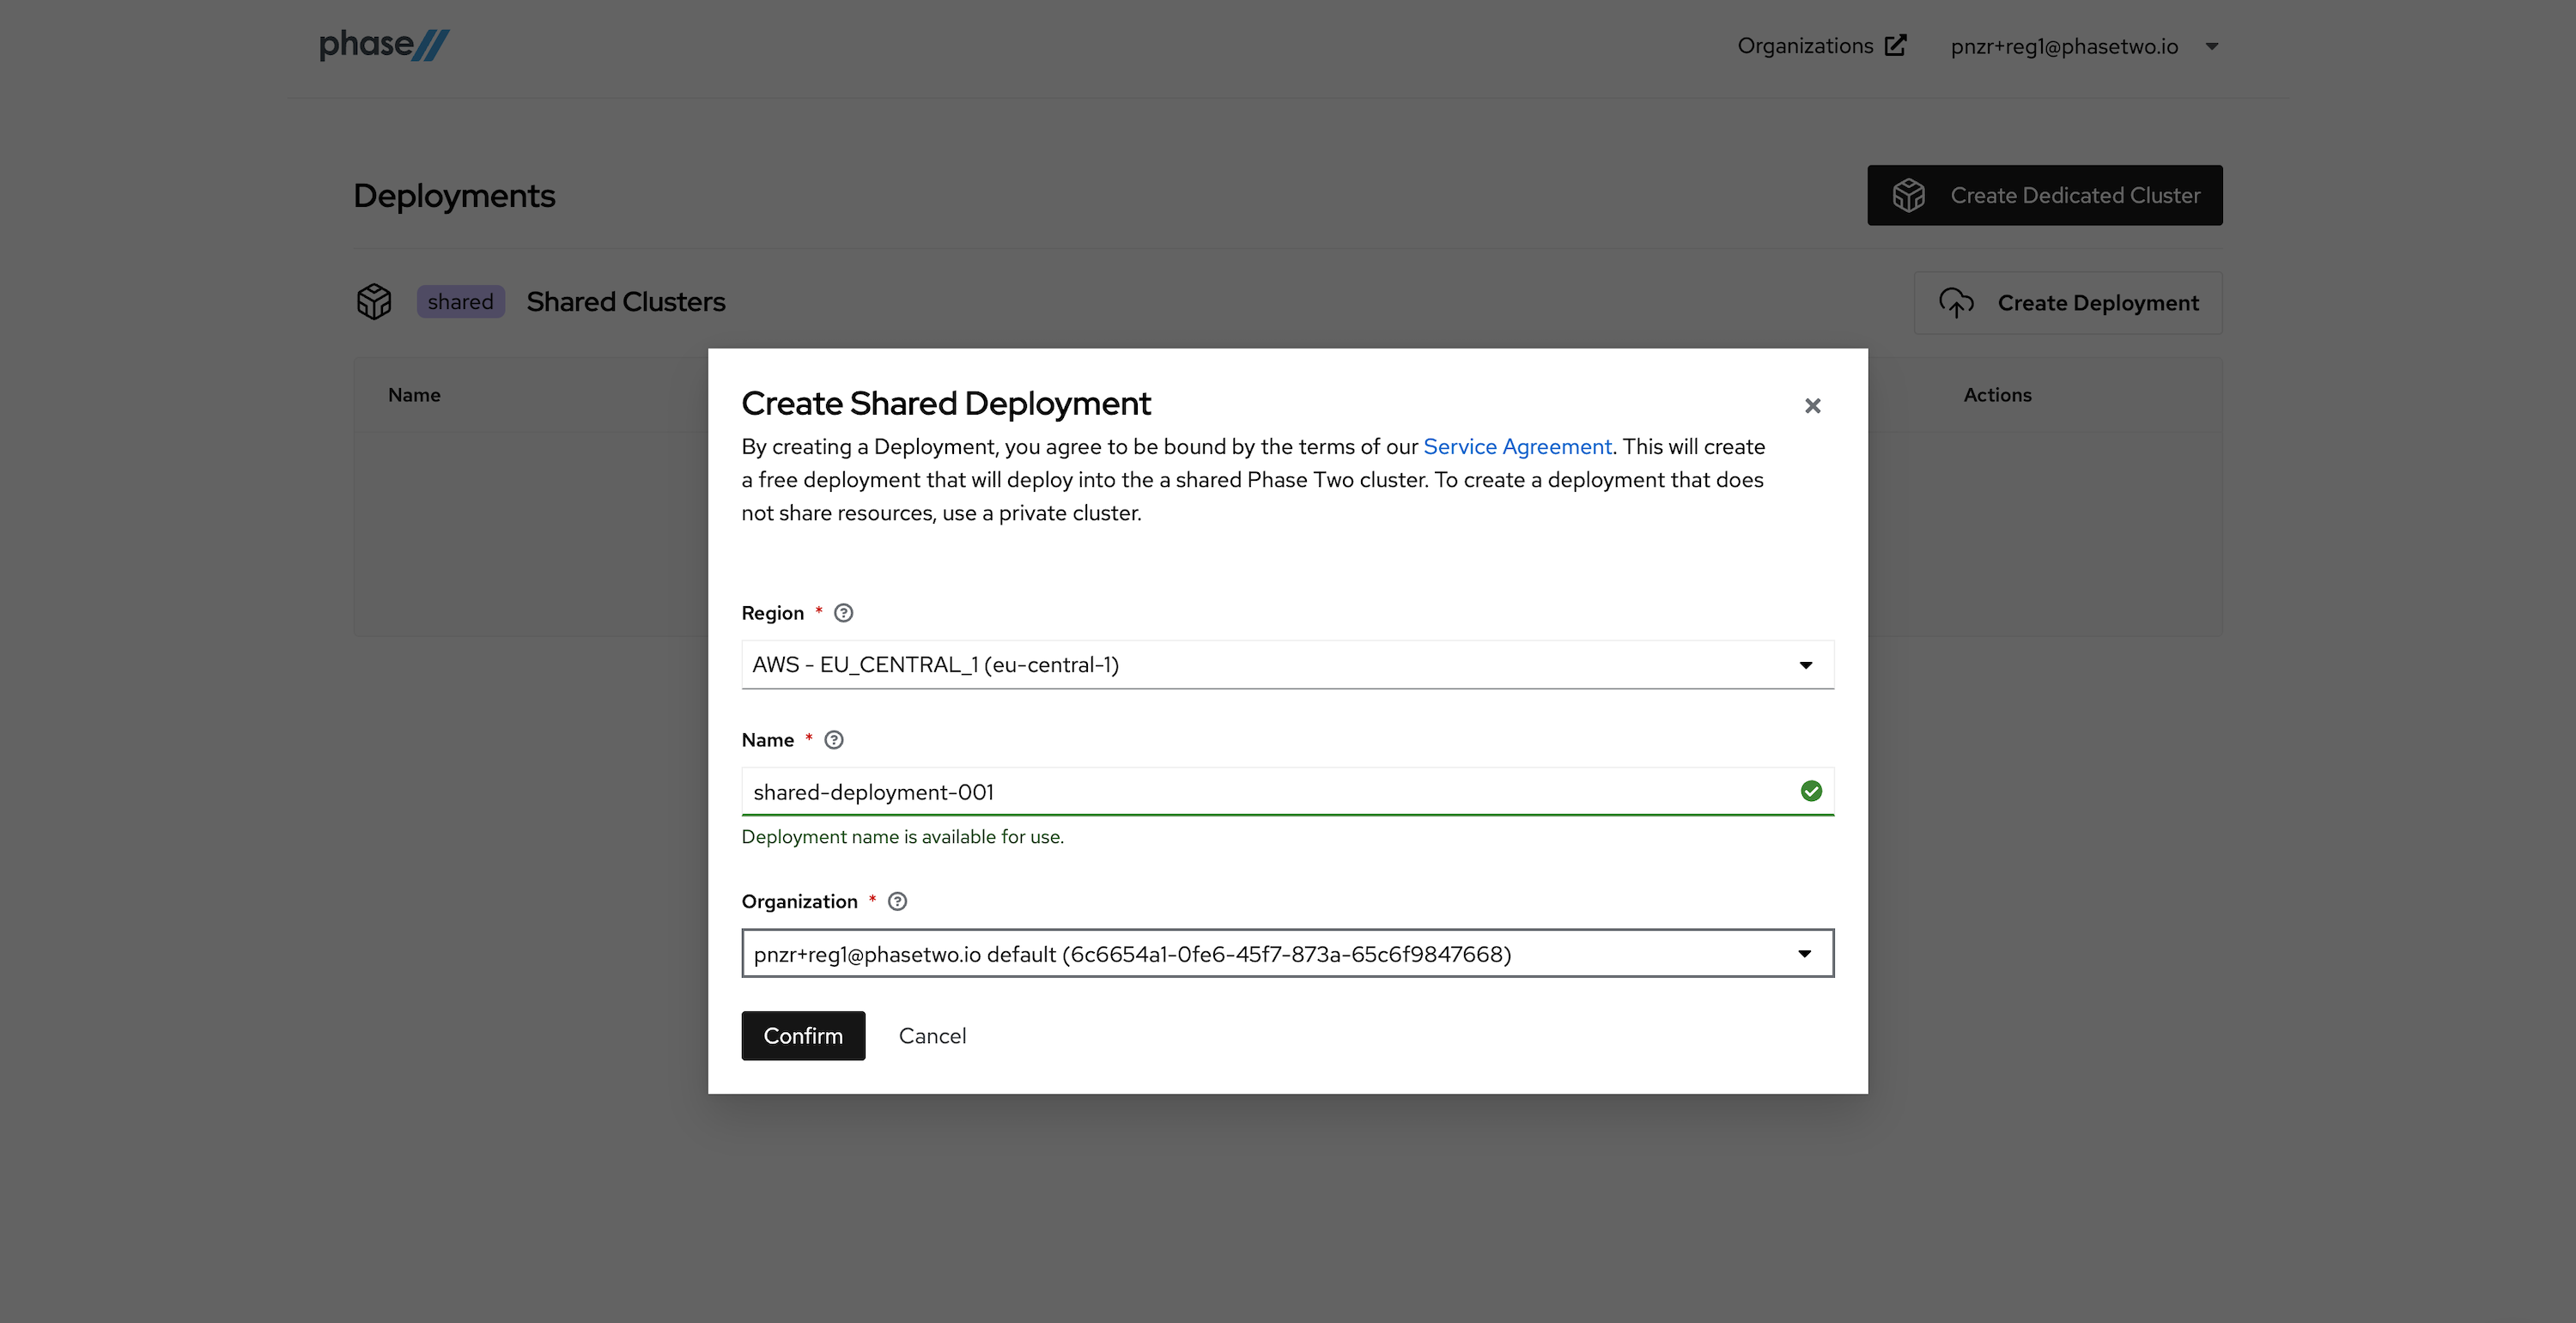 phase
Organizations
pnzr+reg1@phasetwo.io
Deployments
Create Dedicated Cluster
shared
Shared Clusters
Create Deployment
Name
Actions
Create Shared Deployment
By creating a Deployment, you agree to be bound by the terms of our Service Agreement. This will create
a free deployment that will deploy into the a shared Phase Two cluster. To create a deployment that does
not share resources, use a private cluster.
Region *
AWS - EU_CENTRAL_1 (eu-central-1)
Name *
shared-deployment-001
Deployment name is available for use.
Organization *
pnzr+reg1@phasetwo.io default (6c6654a1-0fe6-45f7-873a-65c6f9847668)
Confirm
Cancel